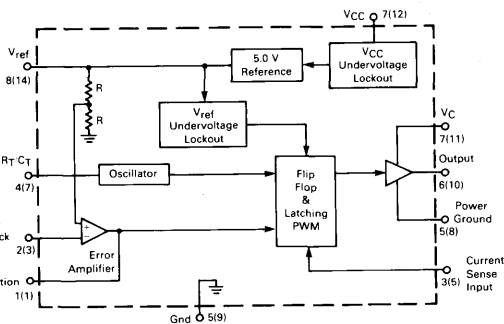 VCC 7(12)
Vref
8(14)
5.0 V
Reference
VCC
Undervoltage
Lockout
R
R
Vref
Undervoltage
Lockout
VC
7(11)
RT·CT
4(7)
Oscillator
Flip
Flop
&
Latching
PWM
Output
6(10)
Power
Ground
5(8)
+
−
2(3)
Error
Amplifier
1(1)
Current
Sense
Input
3(5)
Gnd 5(9)